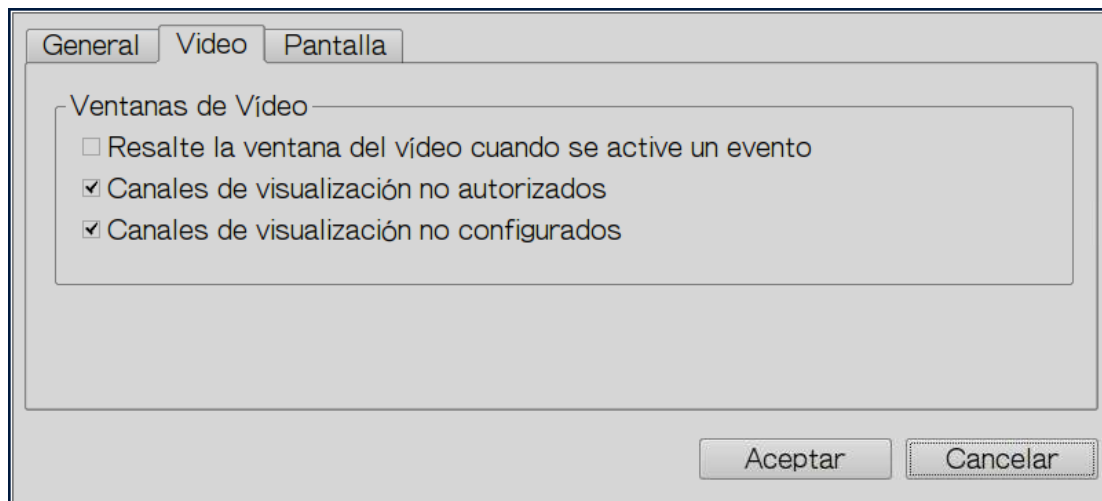 General Video Pantalla
Ventanas de Vídeo
Resalte la ventana del vídeo cuando se active un evento
Canales de visualización no autorizados
Canales de visualización no configurados
Aceptar Cancelar